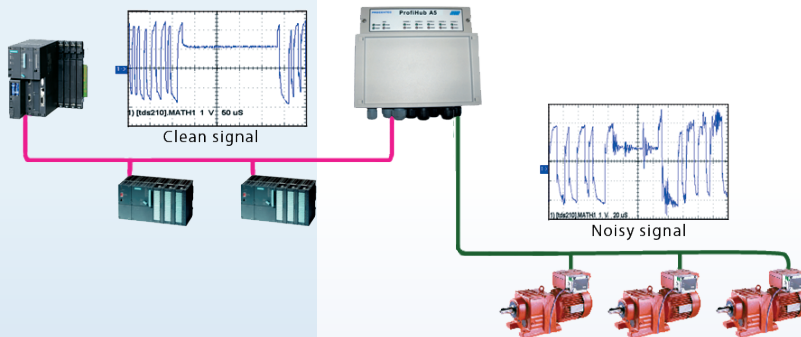 ProfiHub A5
1) [tds210].MATH1 1 V 50 uS
Clean signal
1) [tds210].MATH1 1 V 20 uS
Noisy signal